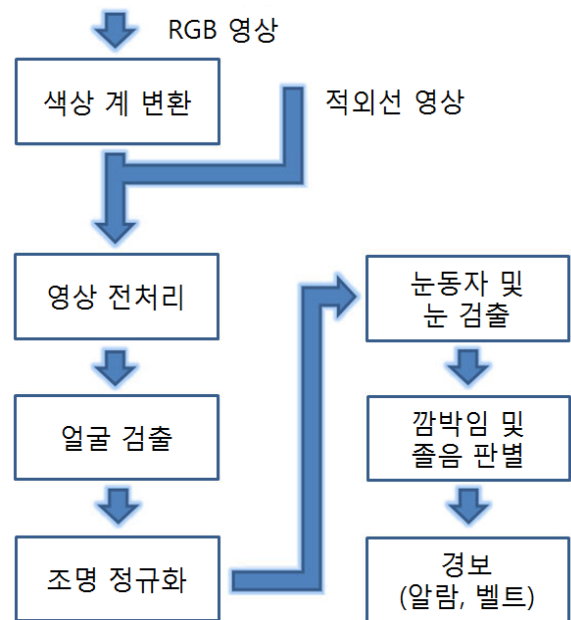 RGB 영상
색상 계 변환
적외선 영상
영상 전처리
얼굴 검출
조명 정규화
눈동자 및
눈 검출
깜박임 및
졸음 판별
경보
(알람, 벨트)